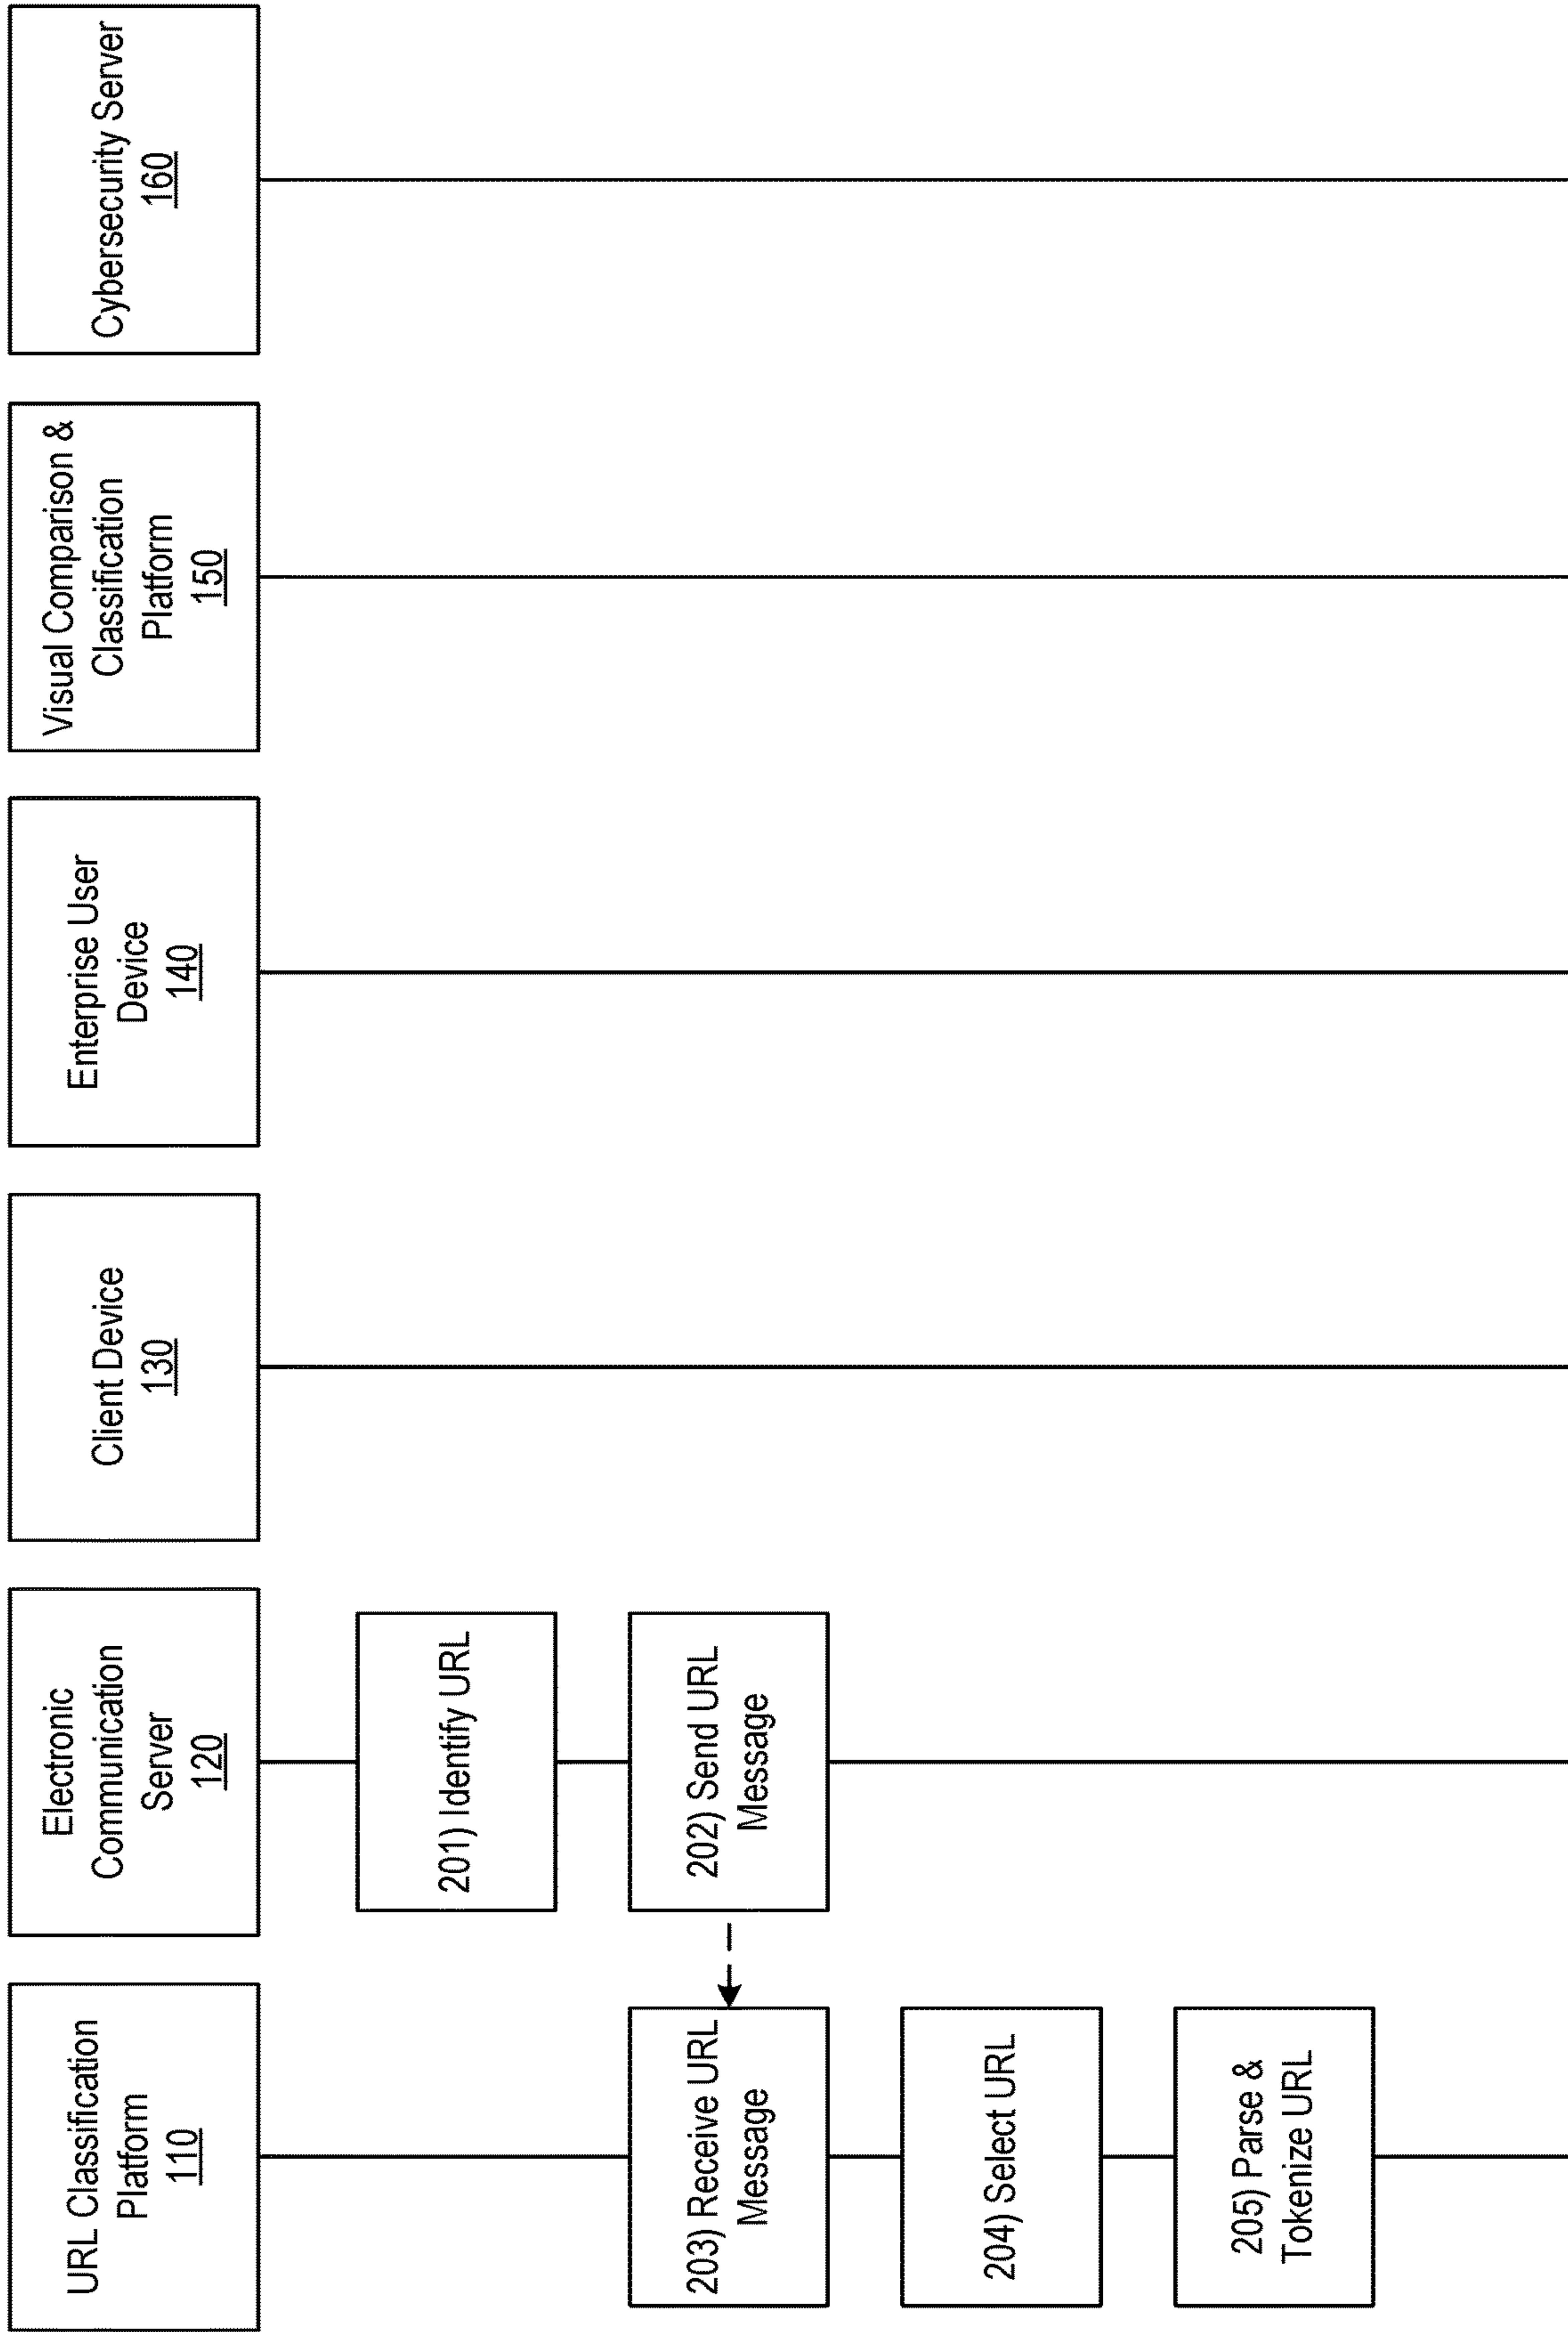 URL Classification
Platform
110
Electronic
Communication
Server
120
Client Device
130
Enterprise User
Device
140
Visual Comparison &
Classification
Platform
150
Cybersecurity Server
160
201) Identify URL
202) Send URL
Message
203) Receive URL
Message
204) Select URL
205) Parse &
Tokenize URL